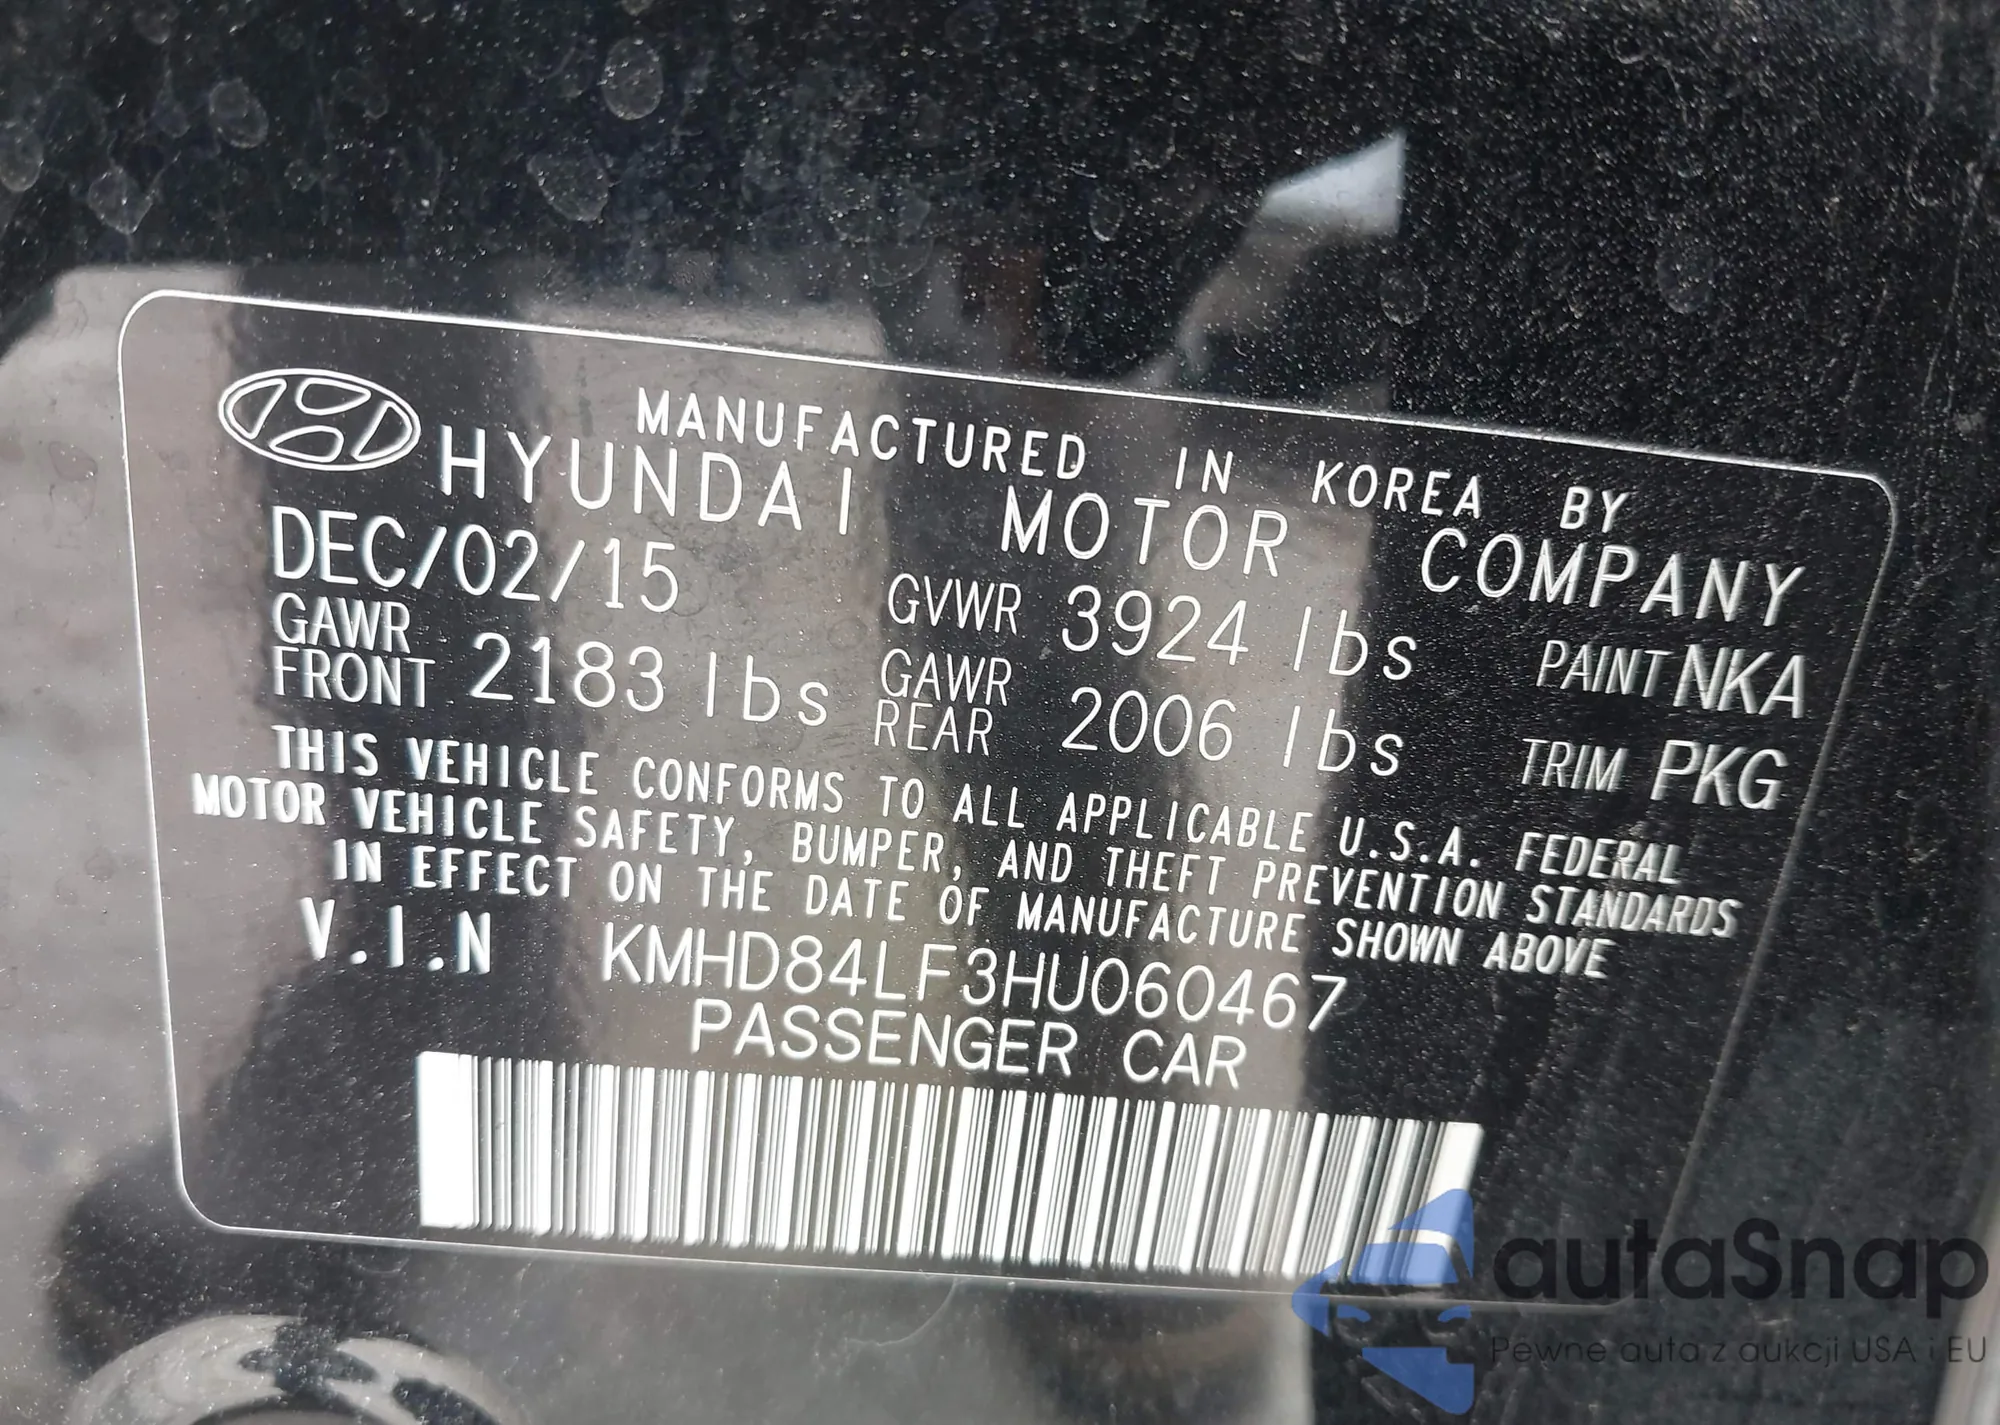 MANUFACTURED IN KOREA BY
HYUNDAI MOTOR COMPANY
DEC/02/15 GVWR 3924 lbs PAINT NKA
GAWR FRONT 2183 lbs GAWR REAR 2006 lbs TRIM PKG
THIS VEHICLE CONFORMS TO ALL APPLICABLE U.S.A. FEDERAL
MOTOR VEHICLE SAFETY, BUMPER, AND THEFT PREVENTION STANDARDS
IN EFFECT ON THE DATE OF MANUFACTURE SHOWN ABOVE
V.I.N KMHD84LF3HU060467
PASSENGER CAR
autaSnap
Pewne auta z aukcji USA i EU